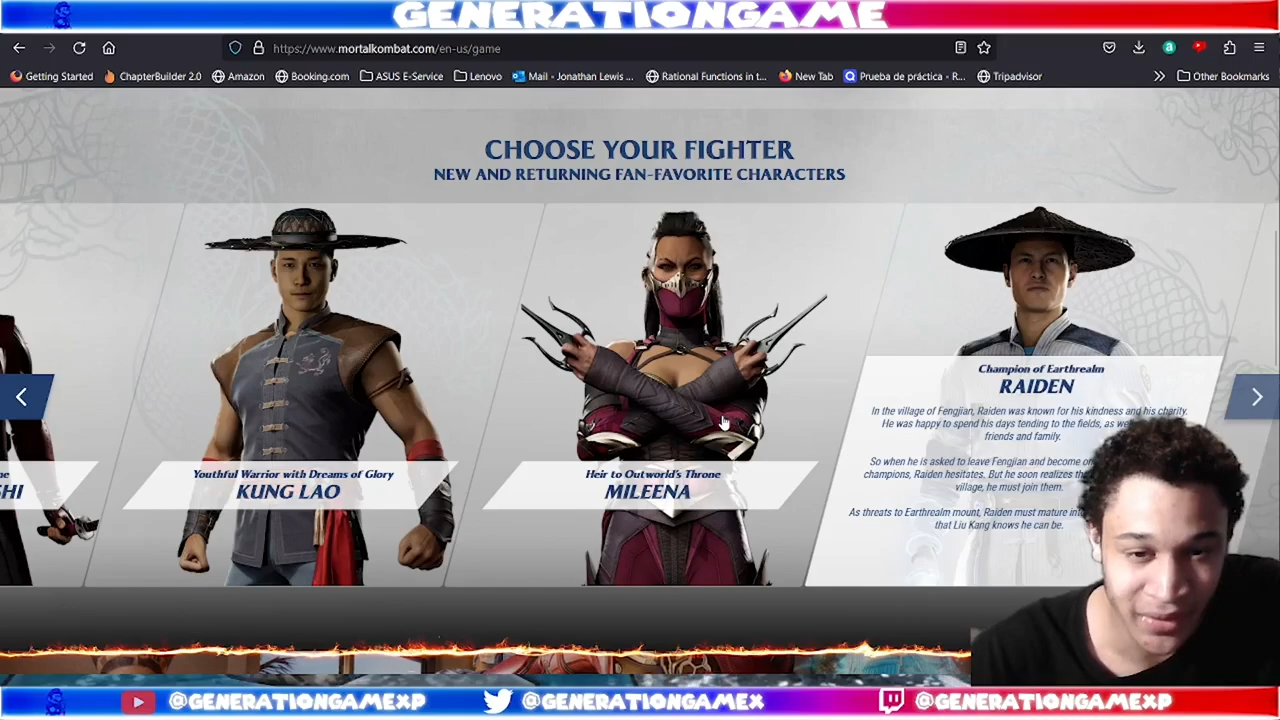 GENERATIONGAME
https://www.mortalkombat.com/en-us/game
Getting Started
ChapterBuilder 2.0
Amazon
Booking.com
ASUS E-Service
Lenovo
Mail - Jonathan Lewis ...
Rational Functions in t...
New Tab
Prueba de práctica • R...
Tripadvisor
Other Bookmarks
CHOOSE YOUR FIGHTER
NEW AND RETURNING FAN-FAVORITE CHARACTERS
SHI
Youthful Warrior with Dreams of Glory
KUNG LAO
Heir to Outworld's Throne
MILEENA
Champion of Earthrealm
RAIDEN
In the village of Fengjian, Raiden was known for his kindness and his charity.
He was happy to spend his days tending to the fields, as we
friends and family.
So when he is asked to leave Fengjian and become on
champions, Raiden hesitates. But he soon realizes th
village, he must join them.
As threats to Earthrealm mount, Raiden must mature int
that Liu Kang knows he can be.
@GENERATIONGAMEXP
@GENERATIONGAMEX
@GENERATIONGAMEXP